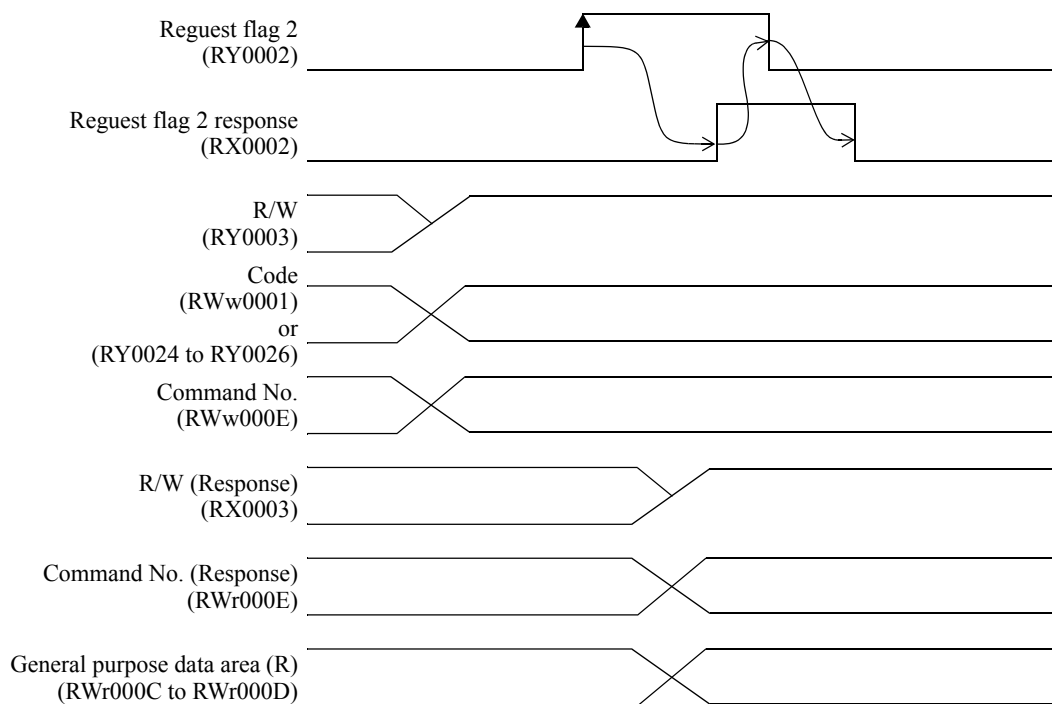 Reguest flag 2
(RY0002)
Reguest flag 2 response
(RX0002)
R/W
(RY0003)
Code
(RWw0001)
or
(RY0024 to RY0026)
Command No.
(RWw000E)
R/W (Response)
(RX0003)
Command No. (Response)
(RWr000E)
General purpose data area (R)
(RWr000C to RWr000D)